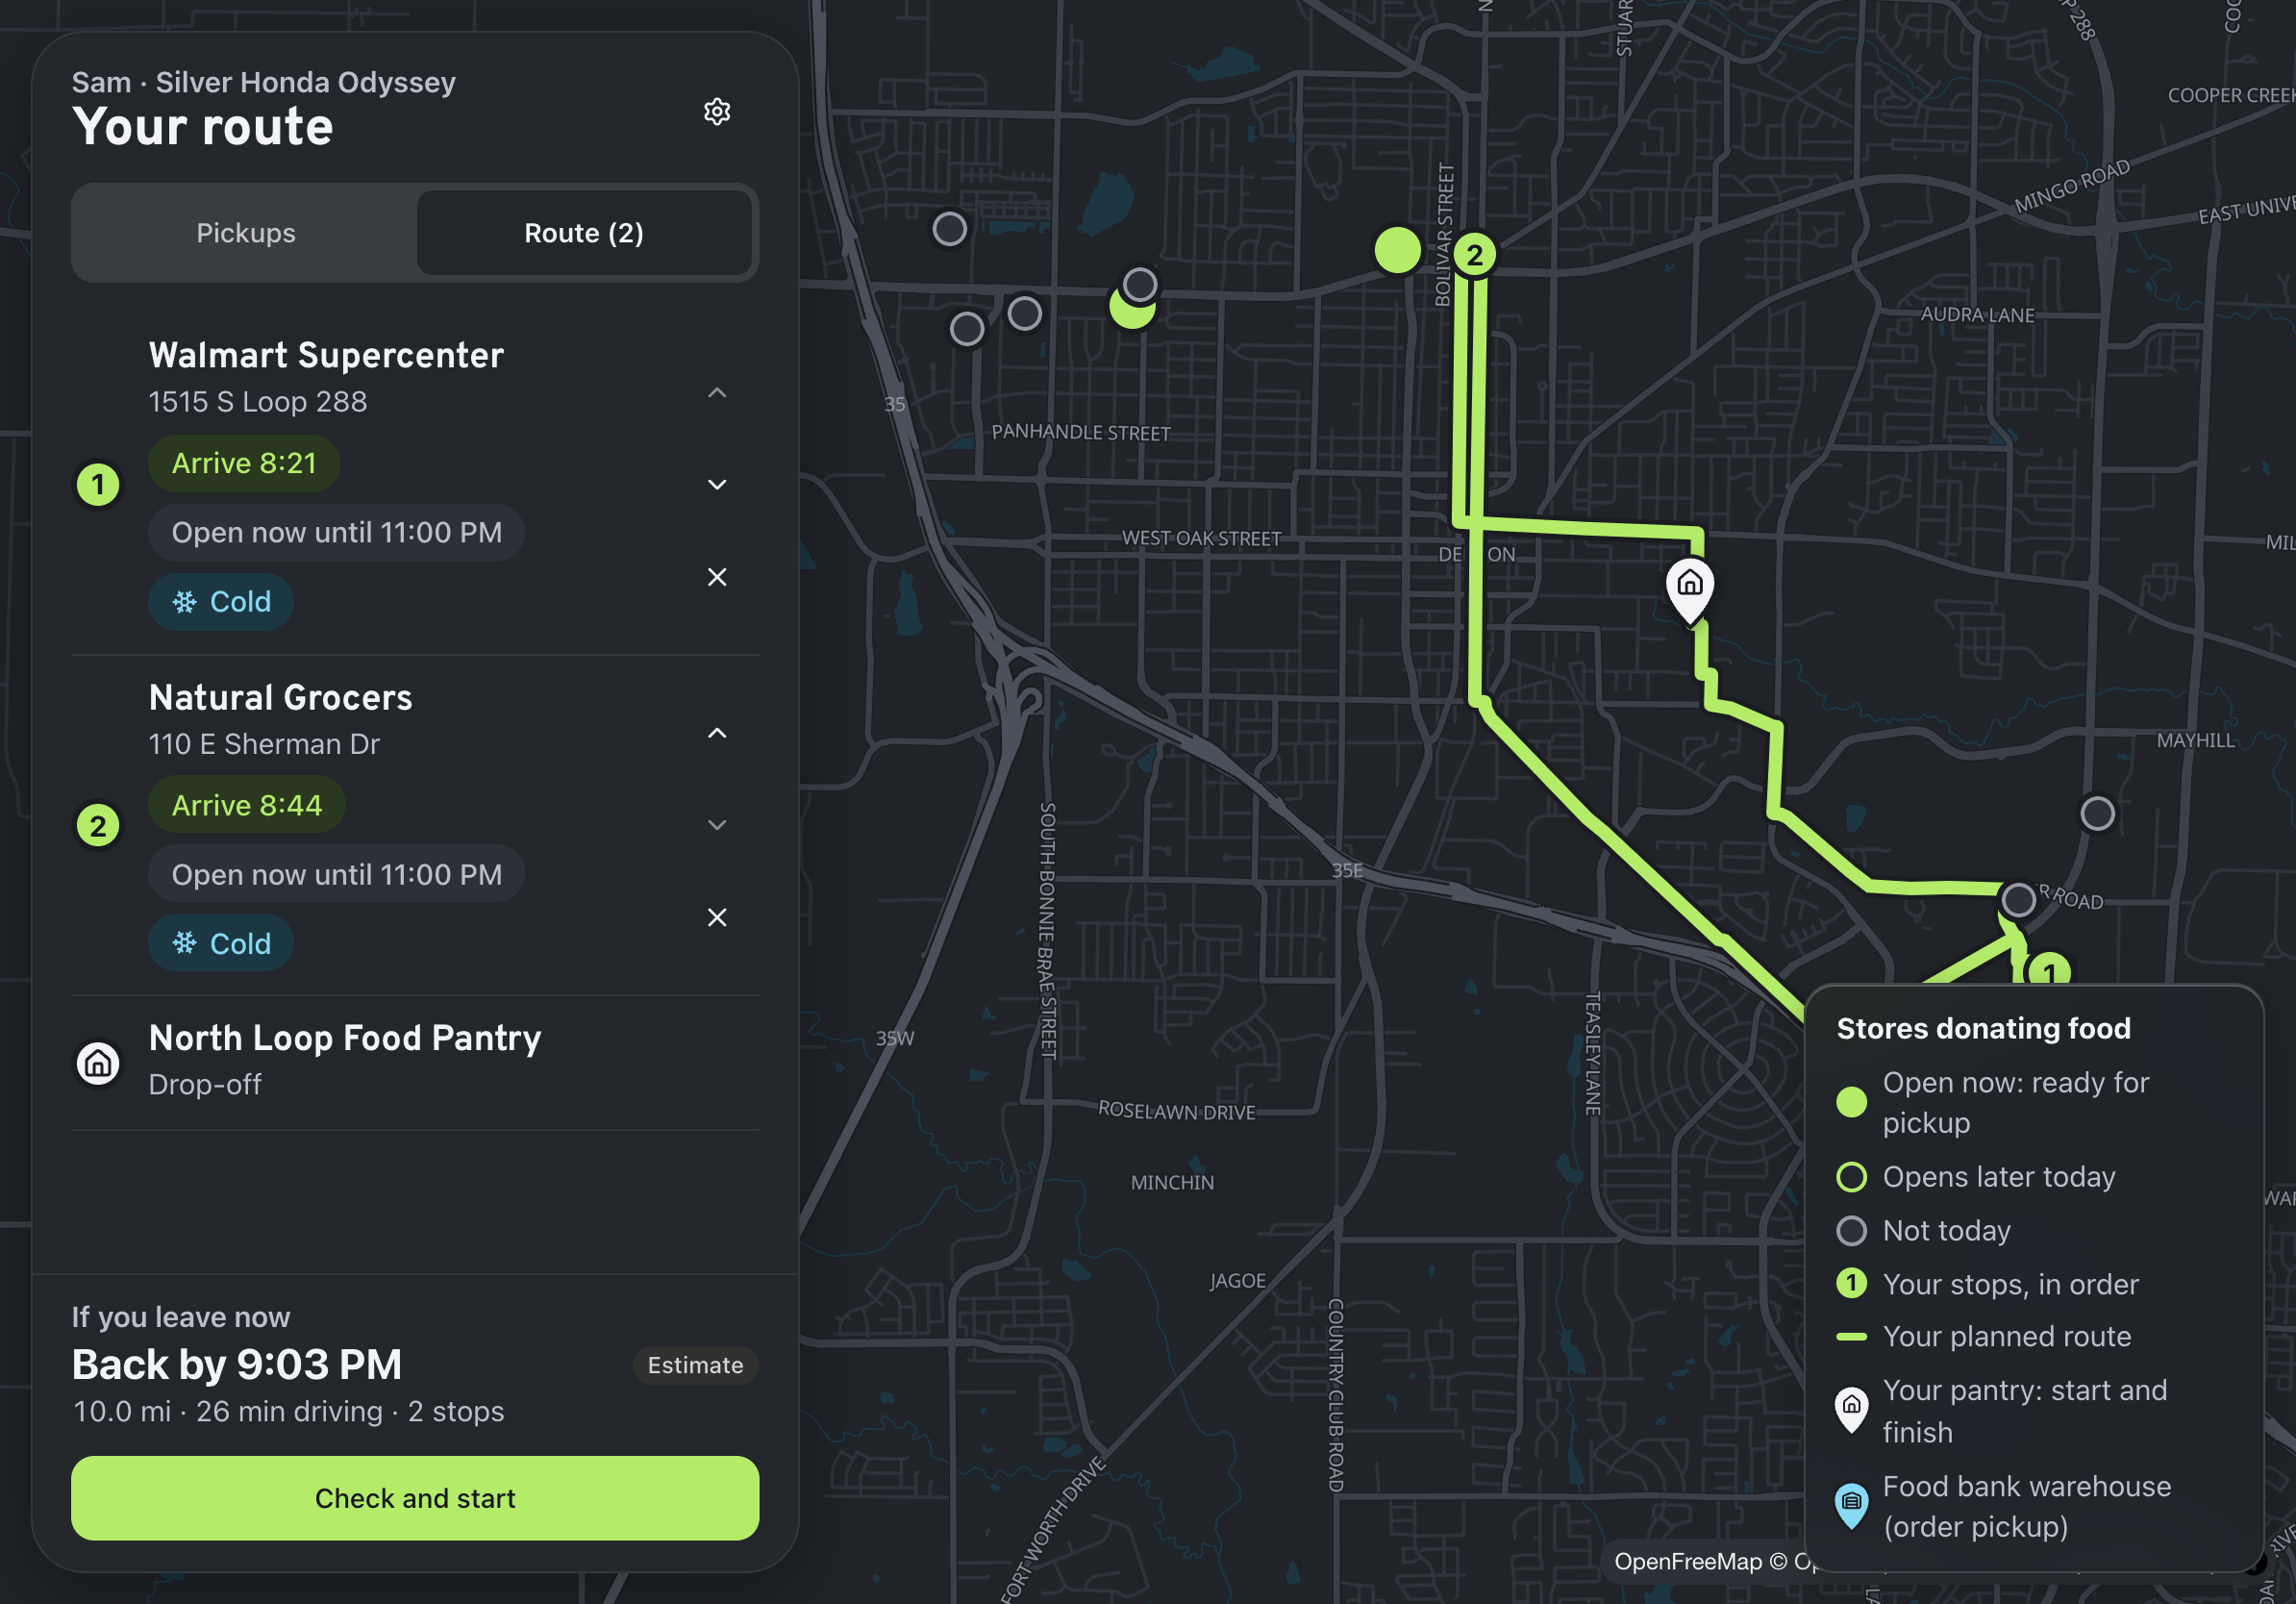 Sam · Silver Honda Odyssey
Your route
Pickups
Route (2)
Walmart Supercenter
1515 S Loop 288
1
Arrive 8:21
Open now until 11:00 PM
Cold
Natural Grocers
110 E Sherman Dr
2
Arrive 8:44
Open now until 11:00 PM
Cold
North Loop Food Pantry
Drop-off
If you leave now
Back by 9:03 PM
Estimate
10.0 mi · 26 min driving · 2 stops
Check and start
COOPER CREEK
MINGO ROAD
EAST UNIVE
BOLIVAR STREET
2
AUDRA LANE
35
PANHANDLE STREET
WEST OAK STREET
DE ON
MIL
MAYHILL
SOUTH BONNIE BRAE STREET
35E
R ROAD
1
35W
TEASLEY LANE
ROSELAWN DRIVE
MINCHIN
JAGOE
COUNTRY CLUB ROAD
FORT WORTH DRIVE
Stores donating food
Open now: ready for
pickup
Opens later today
Not today
1
Your stops, in order
Your planned route
Your pantry: start and
finish
Food bank warehouse
(order pickup)
OpenFreeMap © Op